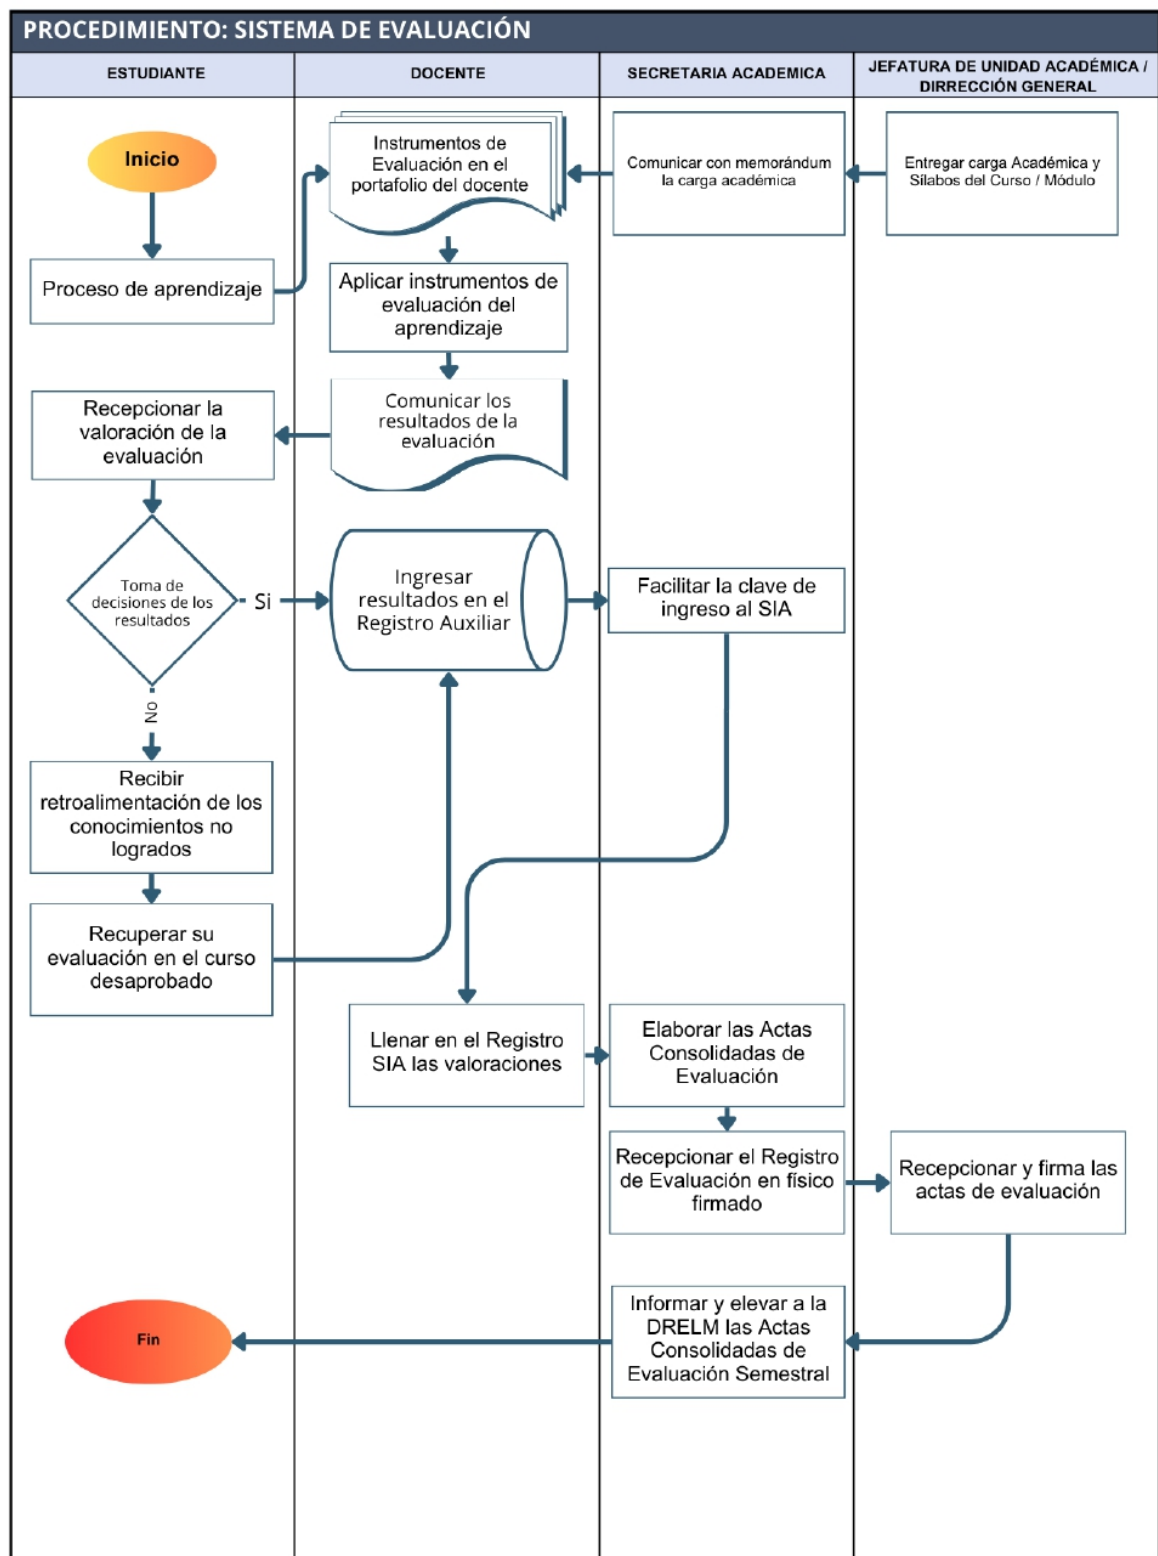 PROCEDIMIENTO: SISTEMA DE EVALUACIÓN
ESTUDIANTE
DOCENTE
SECRETARIA ACADEMICA
JEFATURA DE UNIDAD ACADÉMICA /
DIRRECCIÓN GENERAL
Inicio
Instrumentos de
Evaluación en el
portafolio del docente
Comunicar con memorándum
la carga académica
Entregar carga Académica y
Sílabos del Curso / Módulo
Proceso de aprendizaje
Aplicar instrumentos de
evaluación del
aprendizaje
Recepcionar la
valoración de la
evaluación
Comunicar los
resultados de la
evaluación
Toma de
decisiones de los
resultados
Si
Ingresar
resultados en el
Registro Auxiliar
Facilitar la clave de
ingreso al SIA
No
Recibir
retroalimentación de los
conocimientos no
logrados
Recuperar su
evaluación en el curso
desaprobado
Llenar en el Registro
SIA las valoraciones
Elaborar las Actas
Consolidadas de
Evaluación
Recepcionar el Registro
de Evaluación en físico
firmado
Recepcionar y firma las
actas de evaluación
Informar y elevar a la
DRELM las Actas
Consolidadas de
Evaluación Semestral
Fin